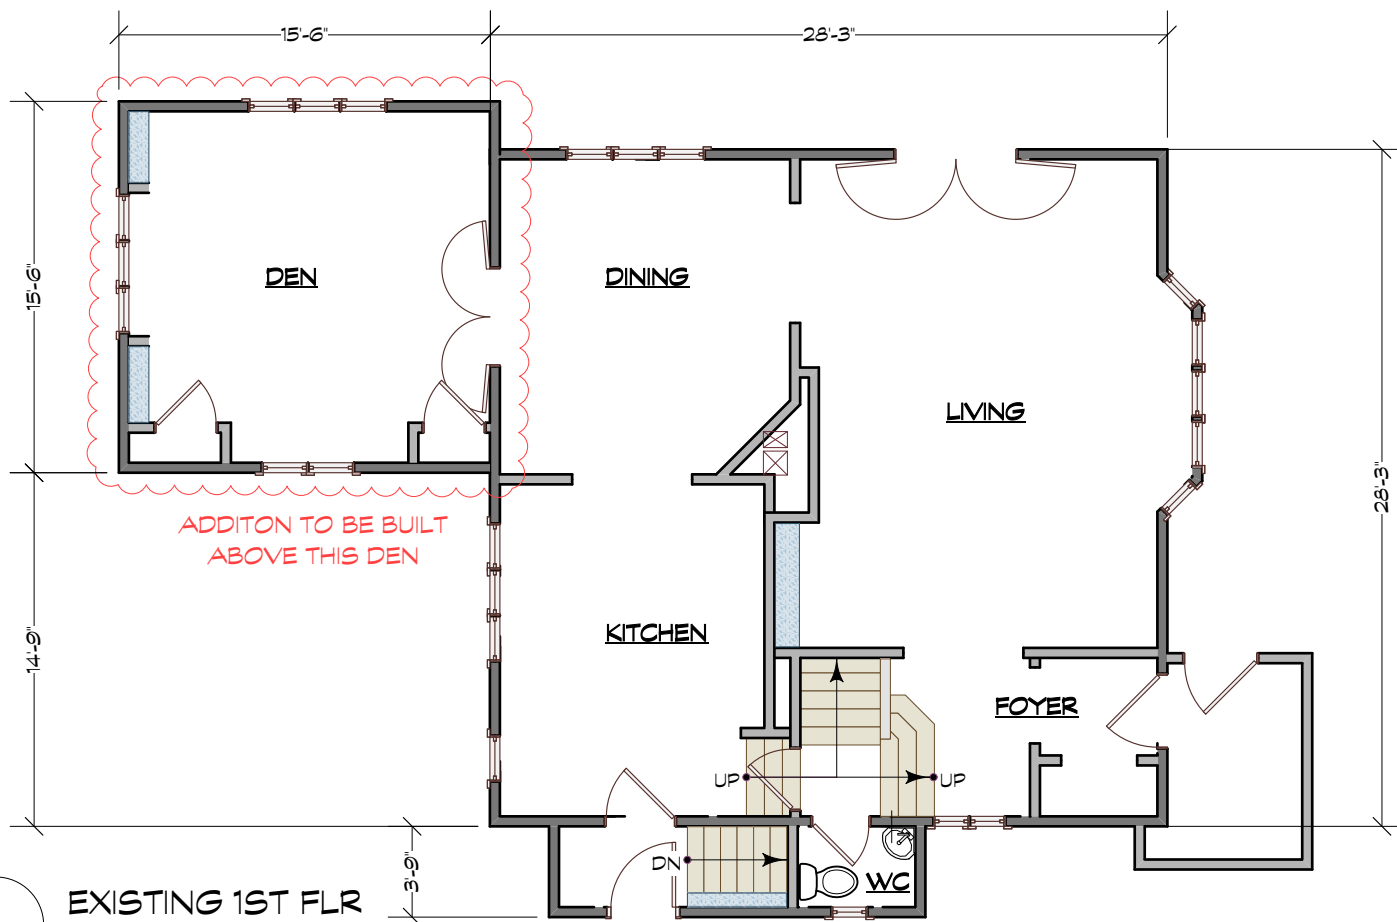 15'-6"
28'-3"
15'-6"
DEN
DINING
LIVING
28'-3"
ADDITON TO BE BUILT
ABOVE THIS DEN
14'-9"
KITCHEN
FOYER
UP
UP
DN
WC
3'-9"
EXISTING 1ST FLR